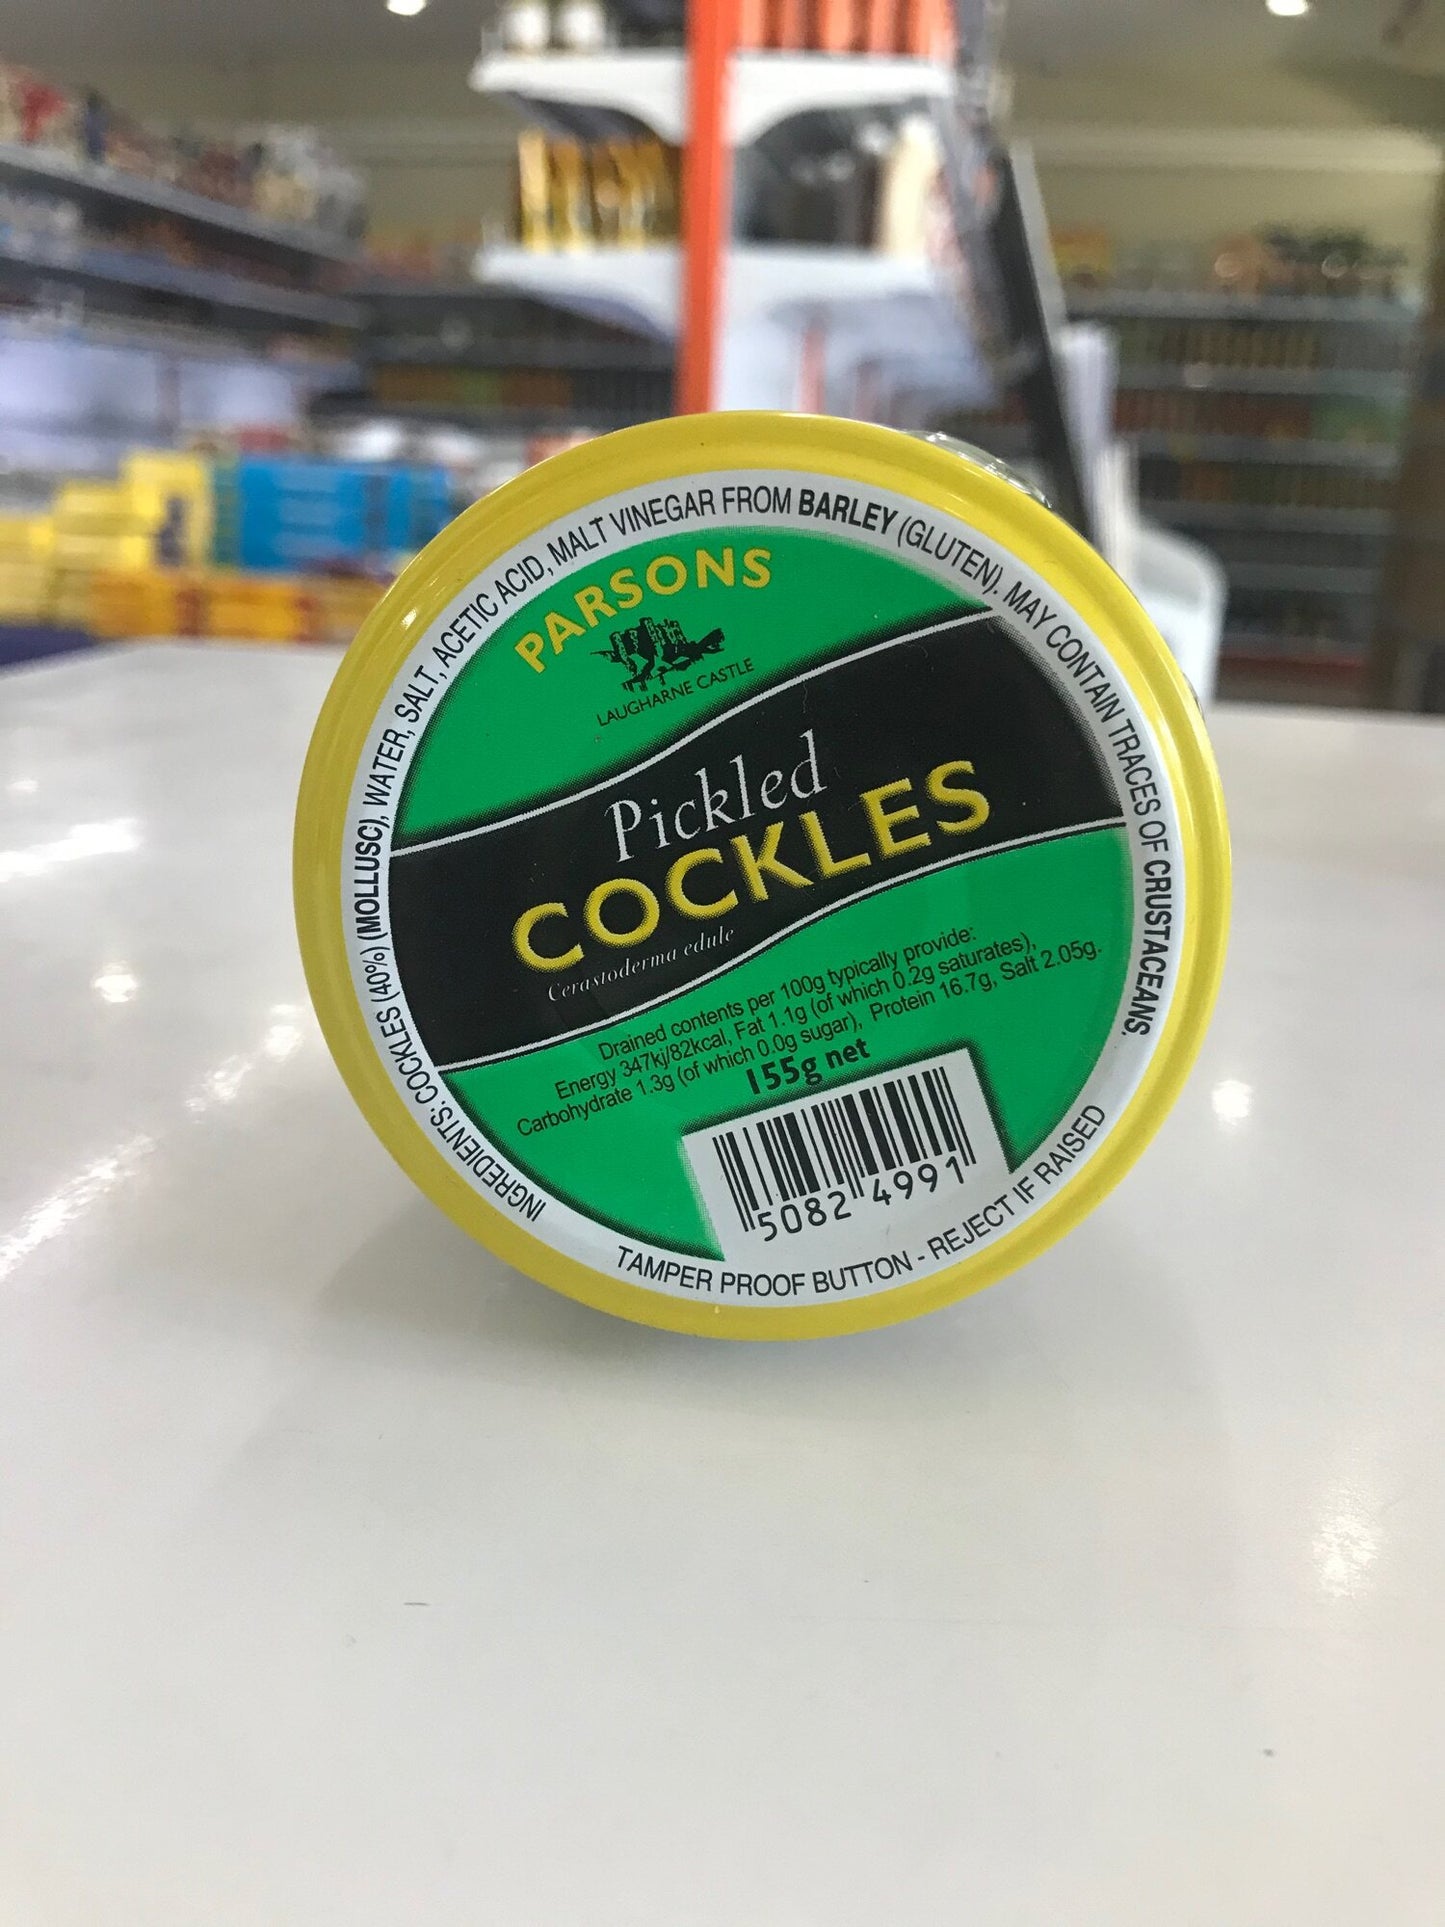 INGREDIENTS: COCKLES (40%) (MOLLUSC), WATER, SALT, ACETIC ACID, MALT VINEGAR FROM BARLEY (GLUTEN). MAY CONTAIN TRACES OF CRUSTACEANS.
PARSONS
LAUGHARNE CASTLE
Pickled
COCKLES
Cerastoderma edule
Drained contents per 100g typically provide:
Energy 347kj/82kcal, Fat 1.1g (of which 0.2g saturates),
Carbohydrate 1.3g (of which 0.0g sugar), Protein 16.7g, Salt 2.05g.
155g net
5082 4991
TAMPER PROOF BUTTON - REJECT IF RAISED